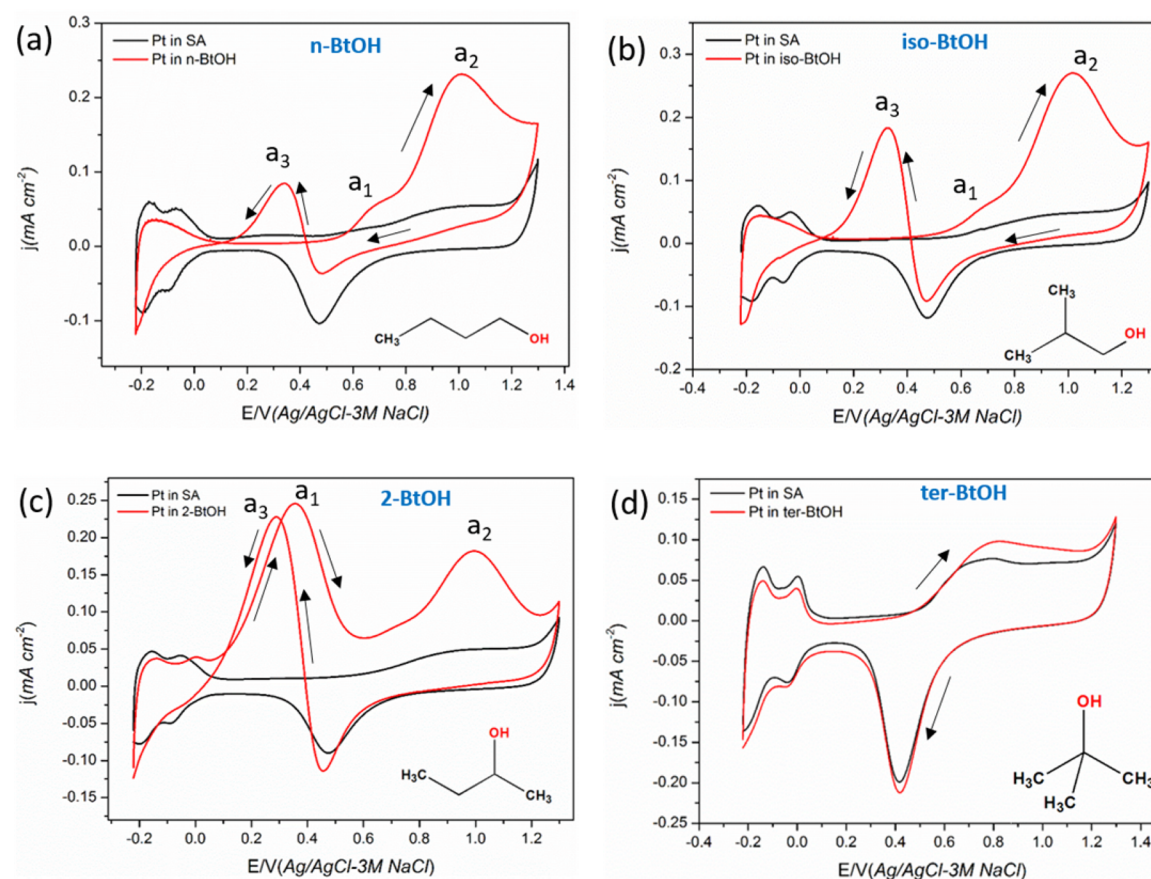 (a)
n-BtOH
Pt in SA
Pt in n-BtOH
a2
a3
a1
j(mA cm-2)
0.3
0.2
0.1
0.0
-0.1
-0.2 0.0 0.2 0.4 0.6 0.8 1.0 1.2 1.4
E/V(Ag/AgCl-3M NaCl)
CH3
OH
(b)
iso-BtOH
Pt in SA
Pt in iso-BtOH
a2
a3
a1
j(mA cm-2)
0.3
0.2
0.1
0.0
-0.1
-0.2
-0.4 -0.2 0.0 0.2 0.4 0.6 0.8 1.0 1.2
E/V(Ag/AgCl-3M NaCl)
CH3
H3C
OH
(c)
2-BtOH
Pt in SA
Pt in 2-BtOH
a3
a1
a2
j(mA cm-2)
0.25
0.20
0.15
0.10
0.05
0.00
-0.05
-0.10
-0.15
-0.2 0.0 0.2 0.4 0.6 0.8 1.0 1.2
E/V(Ag/AgCl-3M NaCl)
OH
H3C
CH3
(d)
ter-BtOH
Pt in SA
Pt in ter-BtOH
j(mA cm-2)
0.15
0.10
0.05
0.00
-0.05
-0.10
-0.15
-0.20
-0.25
-0.2 0.0 0.2 0.4 0.6 0.8 1.0 1.2 1.4
E/V(Ag/AgCl-3M NaCl)
OH
H3C
CH3
H3C